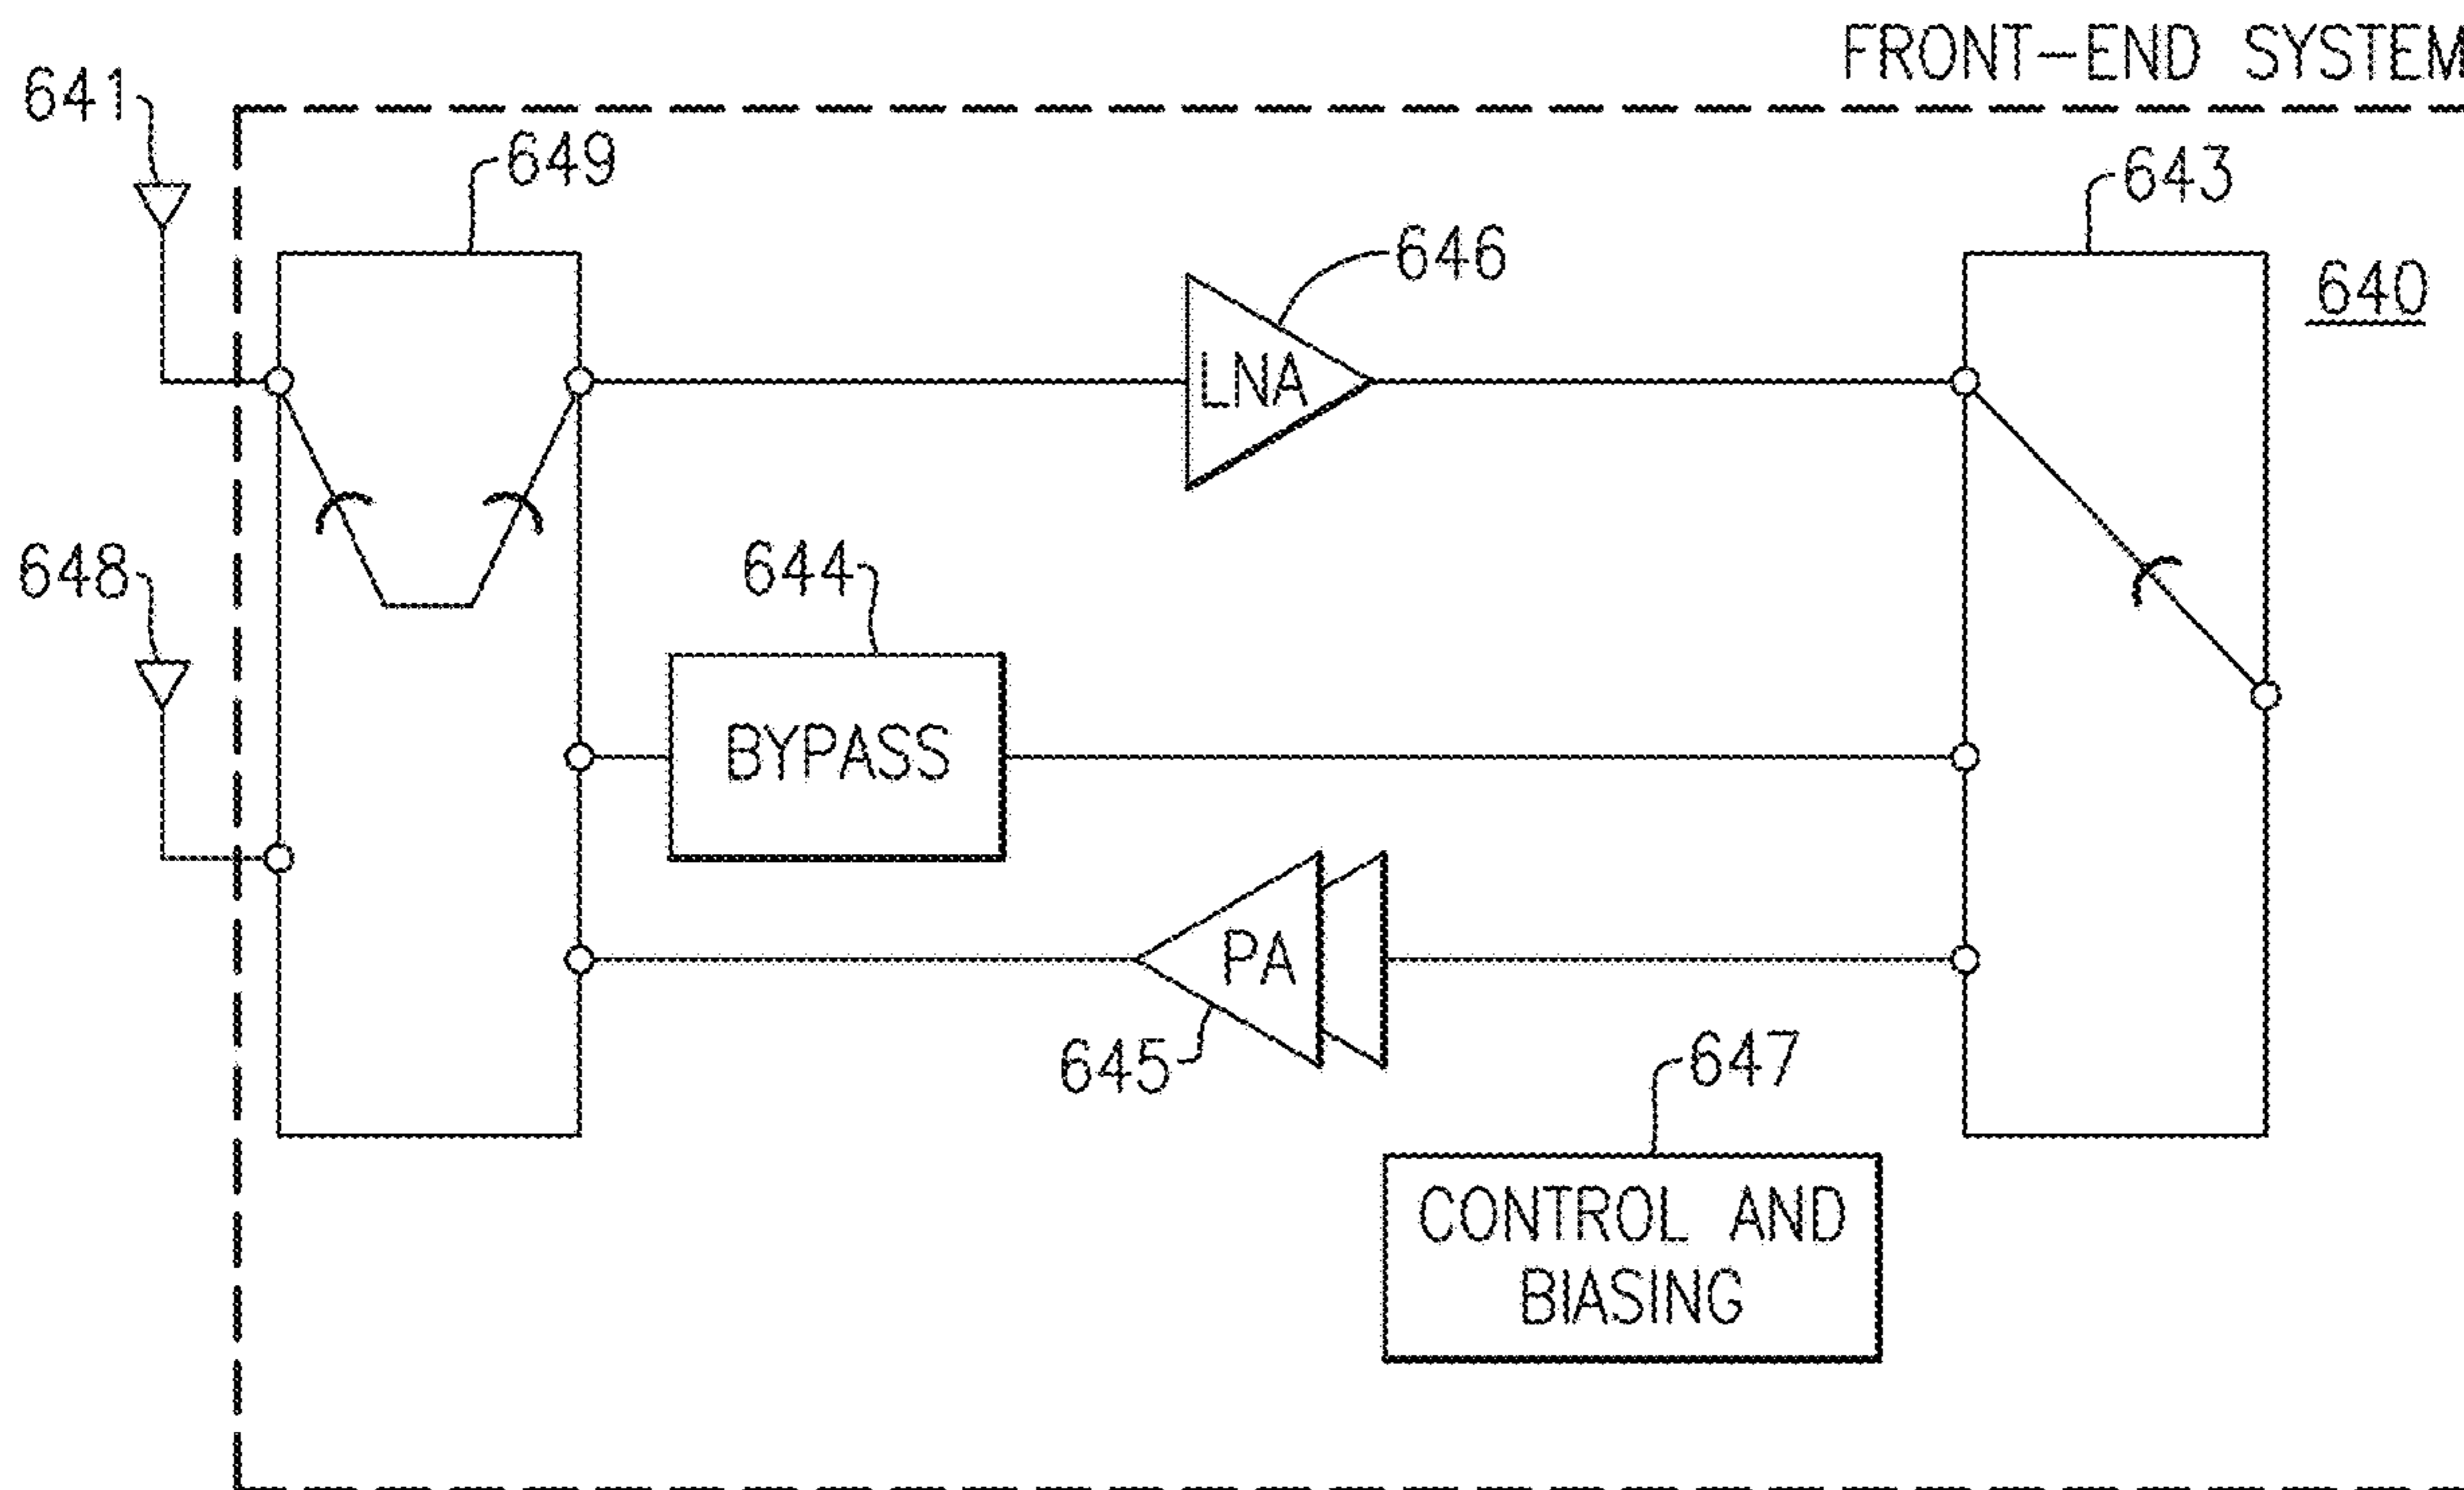 FRONT-END SYSTEM
641
649
643
646
640
LNA
648
644
BYPASS
PA
645
647
CONTROL AND
BIASING